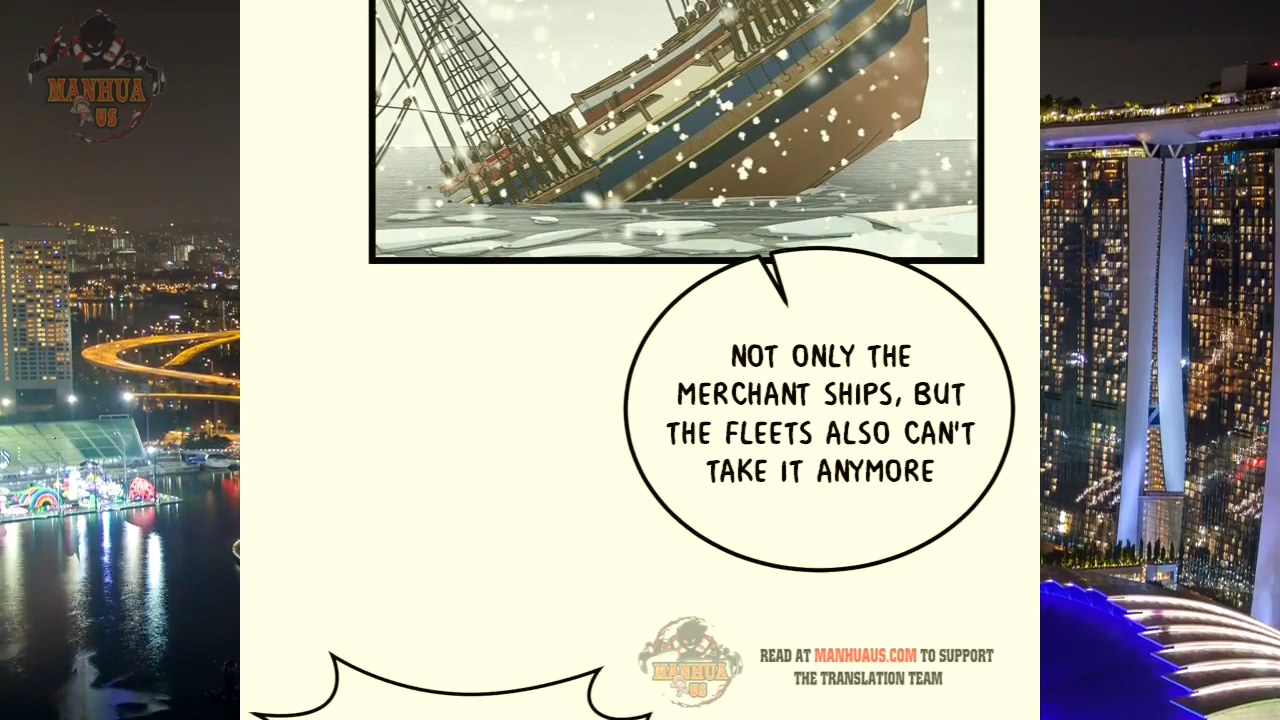 MANHUA
US
NOT ONLY THE
MERCHANT SHIPS, BUT
THE FLEETS ALSO CAN'T
TAKE IT ANYMORE
MANHUA
US
READ AT MANHUAUS.COM TO SUPPORT
THE TRANSLATION TEAM